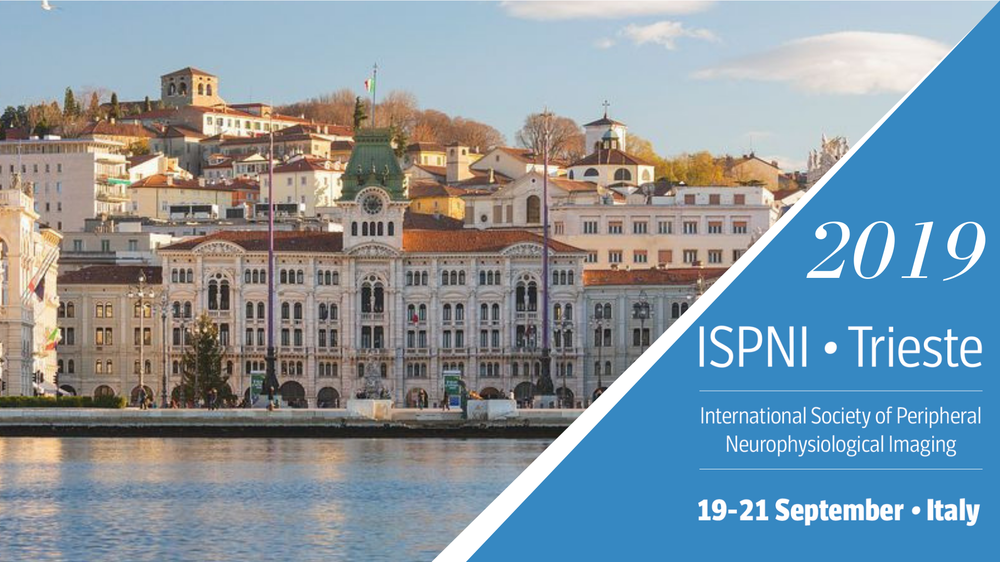 2019
ISPNI • Trieste
International Society of Peripheral
Neurophysiological Imaging
19-21 September • Italy